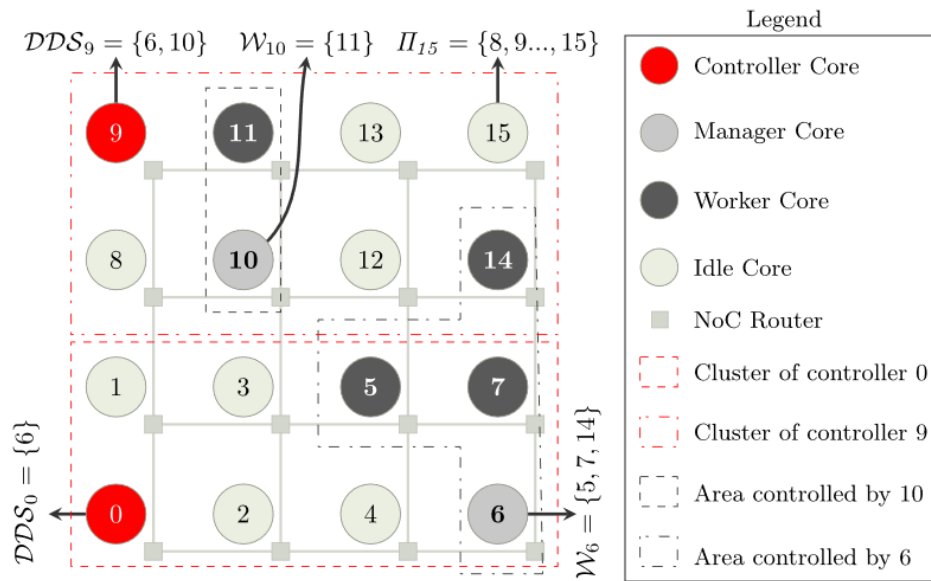 𝒟𝒟𝒮₉ = {6, 10}
𝒲₁₀ = {11}
Π₁₅ = {8, 9..., 15}
9
11
13
15
8
10
12
14
1
3
5
7
0
2
4
6
𝒟𝒟𝒮₀ = {6}
𝒲₆ = {5, 7, 14}
Legend
Controller Core
Manager Core
Worker Core
Idle Core
NoC Router
Cluster of controller 0
Cluster of controller 9
Area controlled by 10
Area controlled by 6